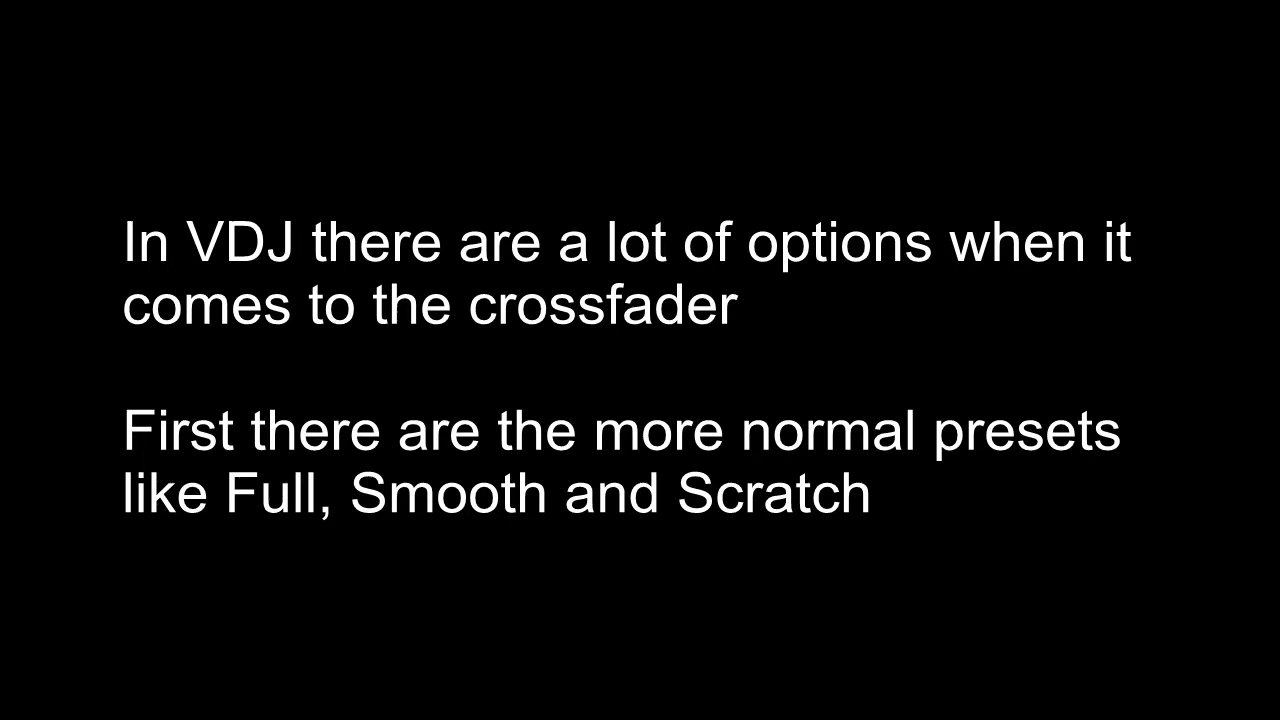 In VDJ there are a lot of options when it
comes to the crossfader
First there are the more normal presets
like Full, Smooth and Scratch